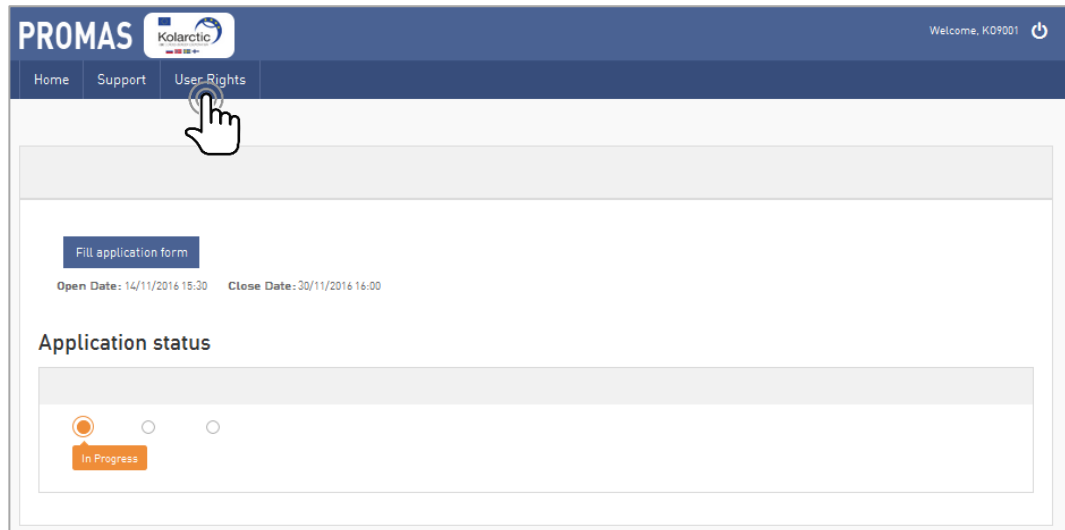 PROMAS Kolarctic
Welcome, KO9001
Home Support User Rights
Fill application form
Open Date: 14/11/2016 15:30 Close Date: 30/11/2016 16:00
Application status
In Progress